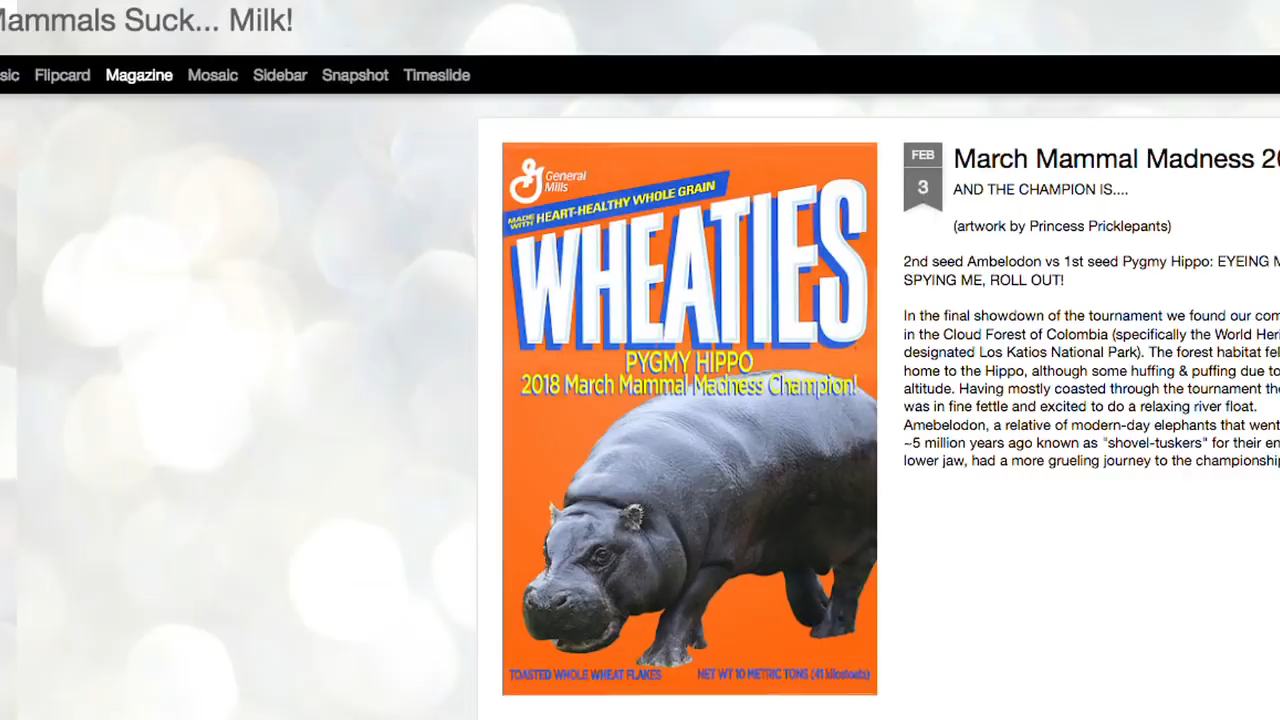 Mammals Suck... Milk!
sic Flipcard Magazine Mosaic Sidebar Snapshot Timeslide
General
Mills
MADE WITH HEART-HEALTHY WHOLE GRAIN
WHEATIES
PYGMY HIPPO
2018 March Mammal Madness Champion!
TOASTED WHOLE WHEAT FLAKES NET WT 10 METRIC TONS (41 kilostoats)
FEB
3
March Mammal Madness 20
AND THE CHAMPION IS....
(artwork by Princess Pricklepants)
2nd seed Ambelodon vs 1st seed Pygmy Hippo: EYEING M
SPYING ME, ROLL OUT!
In the final showdown of the tournament we found our com
in the Cloud Forest of Colombia (specifically the World Heri
designated Los Katios National Park). The forest habitat fel
home to the Hippo, although some huffing & puffing due to
altitude. Having mostly coasted through the tournament the
was in fine fettle and excited to do a relaxing river float.
Amebelodon, a relative of modern-day elephants that went
~5 million years ago known as "shovel-tuskers" for their en
lower jaw, had a more grueling journey to the championship